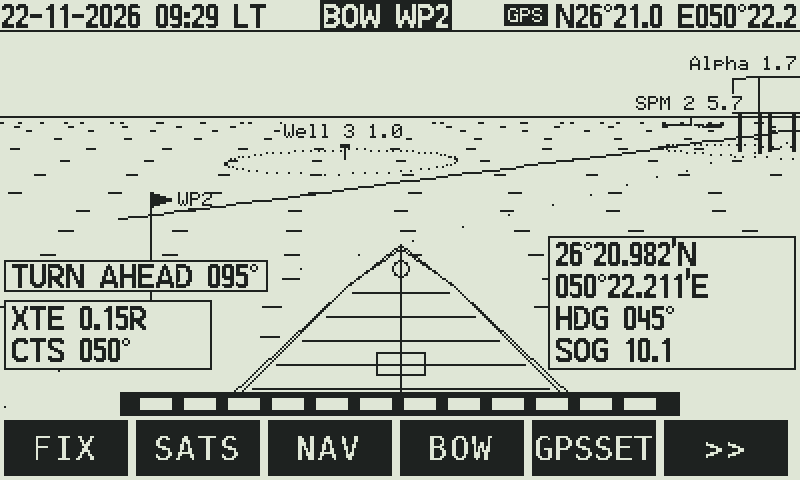 22-11-2026 09:29 LT BOW WP2 GPS N26°21.0 E050°22.2
Alpha 1.7
SPM 2 5.7
Well 3 1.0
WP2
TURN AHEAD 095°
XTE 0.15R
CTS 050°
26°20.982'N
050°22.211'E
HDG 045°
SOG 10.1
FIX SATS NAV BOW GPSSET >>